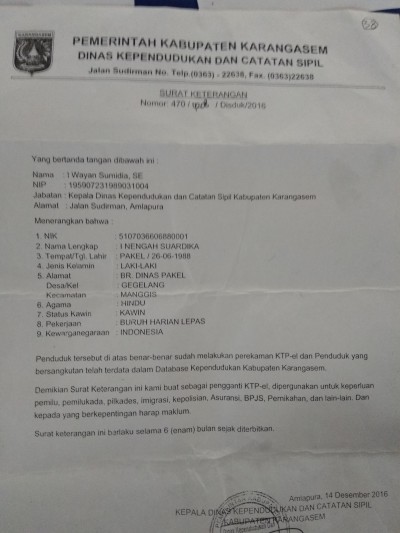 KARANGASEM
PEMERINTAH KABUPATEN KARANGASEM
DINAS KEPENDUDUKAN DAN CATATAN SIPIL
Jalan Sudirman No. Telp.(0363) - 22638, Fax. (0363)22638
SURAT KETERANGAN
Nomor: 470 / / Disduk/2016
Yang bertanda tangan dibawah ini :
Nama : I Wayan Sumidia, SE
NIP : 195907231989031004
Jabatan : Kepala Dinas Kependudukan dan Catatan Sipil Kabupaten Karangasem
Alamat : Jalan Sudirman, Amlapura
Menerangkan bahwa :
1. NIK : 5107036606880001
2. Nama Lengkap : I NENGAH SUARDIKA
3. Tempat/Tgl. Lahir : PAKEL / 26-06-1988
4. Jenis Kelamin : LAKI-LAKI
5. Alamat : BR. DINAS PAKEL
Desa/Kel : GEGELANG
Kecamatan : MANGGIS
6. Agama : HINDU
7. Status Kawin : KAWIN
8. Pekerjaan : BURUH HARIAN LEPAS
9. Kewarganegaraan : INDONESIA
Penduduk tersebut di atas benar-benar sudah melakukan perekaman KTP-el dan Penduduk yang
bersangkutan telah terdata dalam Database Kependudukan Kabupaten Karangasem.
Demikian Surat Keterangan ini kami buat sebagai pengganti KTP-el, dipergunakan untuk keperluan
pemilu, pemilukada, pilkades, imigrasi, kepolisian, Asuransi, BPJS, Pernikahan, dan lain-lain. Dan
kepada yang berkepentingan harap maklum.
Surat keterangan ini berlaku selama 6 (enam) bulan sejak diterbitkan.
Amlapura, 14 Desember 2016
KEPALA DINAS KEPENDUDUKAN DAN CATATAN SIPIL
KABUPATEN KARANGASEM